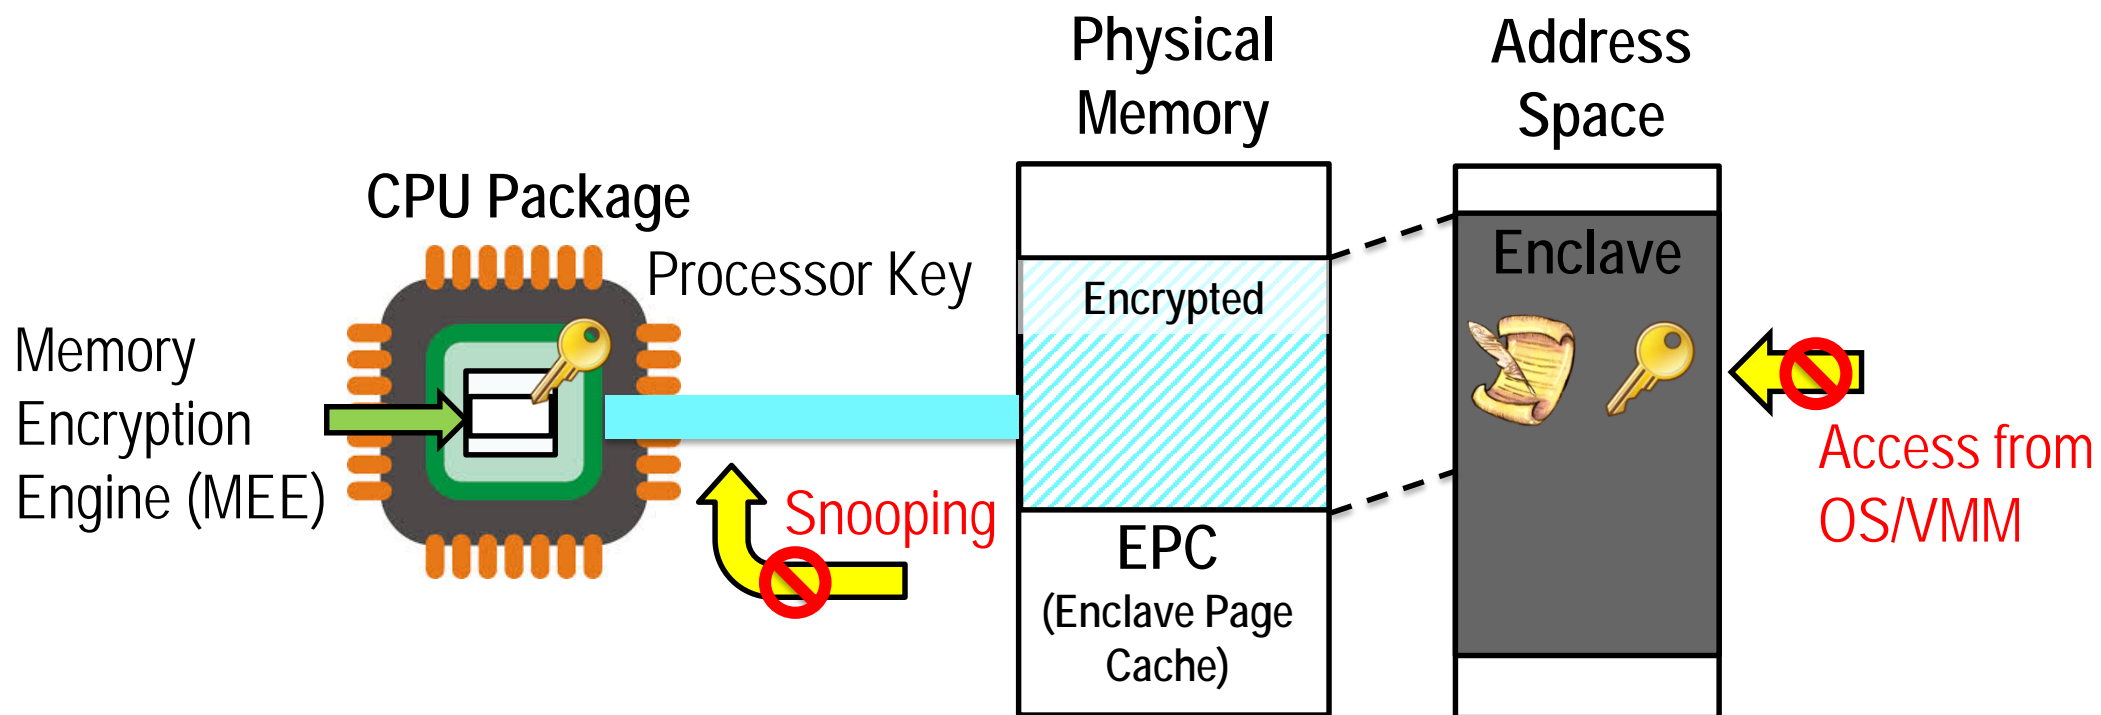 Physical
Memory
Address
Space
CPU Package
Processor Key
Memory
Encryption
Engine (MEE)
Encrypted
Enclave
Snooping
Access from
OS/VMM
EPC
(Enclave Page
Cache)